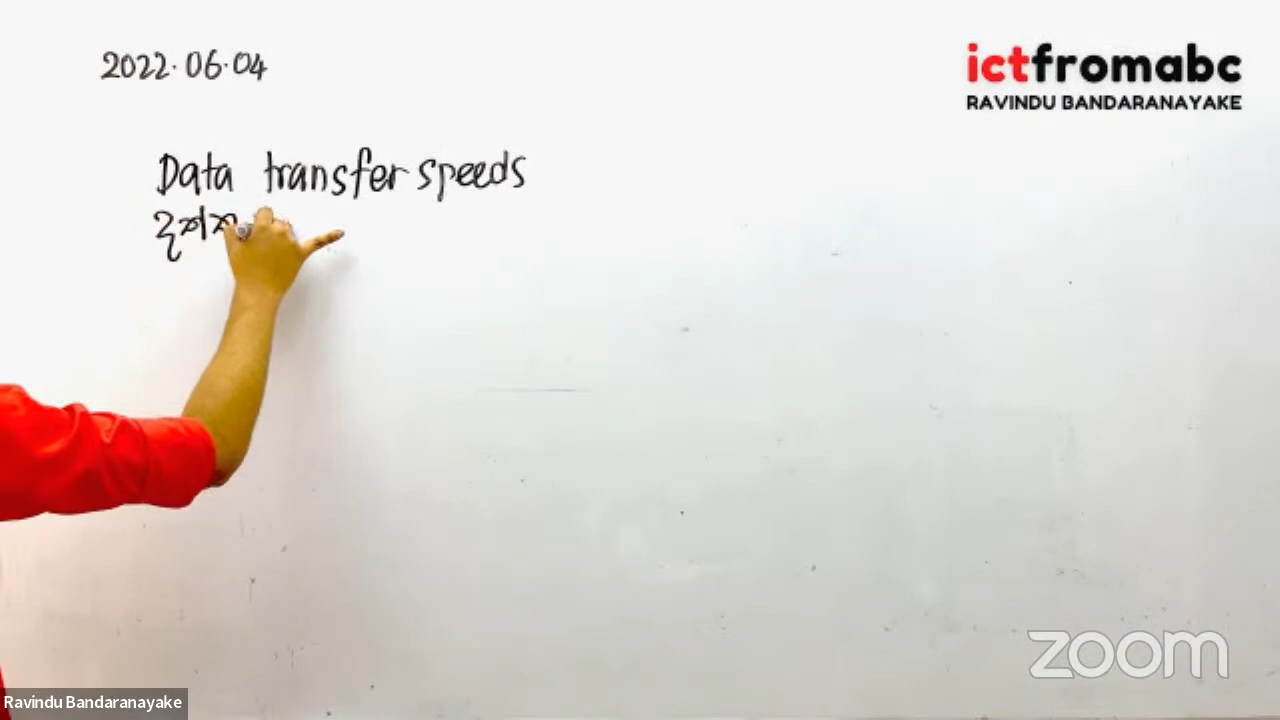 2022.06.04
ictfromabc
RAVINDU BANDARANAYAKE
Data transfer speeds
zoom
Ravindu Bandaranayake